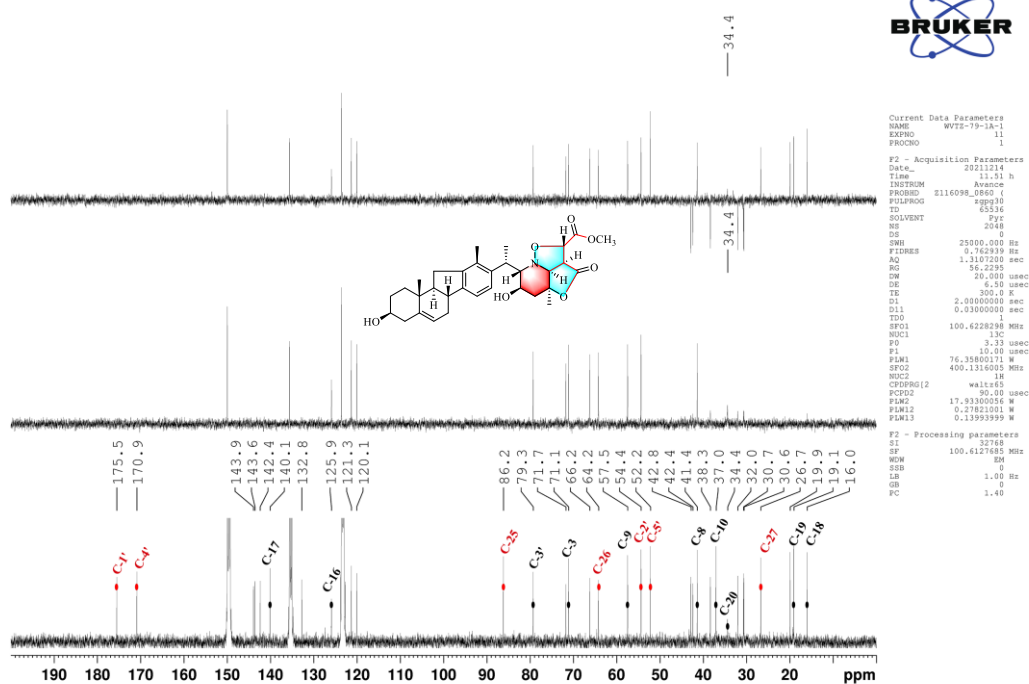 34.4
BRUKER
Current Data Parameters
NAME WVTZ-79-1A-1
EXPNO 11
PROCNO 1
F2 - Acquisition Parameters
Date_ 20211214
Time 11.51 h
INSTRUM Avance
PROBHD Z116098_0860 (
PULPROG zgpg30
TD 65536
SOLVENT Pyr
NS 2048
DS 0
SWH 25000.000 Hz
FIDRES 0.762939 Hz
AQ 1.3107200 sec
RG 56.2295
DW 20.000 usec
DE 6.50 usec
TE 300.0 K
D1 2.00000000 sec
D11 0.03000000 sec
TD0 1
SFO1 100.6228298 MHz
NUC1 13C
P0 3.33 usec
P1 10.00 usec
PLW1 76.35800171 W
SFO2 400.1316005 MHz
NUC2 1H
CPDPRG[2 waltz65
PCPD2 90.00 usec
PLW2 17.93300056 W
PLW12 0.27821001 W
PLW13 0.13993999 W
F2 - Processing parameters
SI 32768
SF 100.6127685 MHz
WDW EM
SSB 0
LB 1.00 Hz
GB 0
PC 1.40
34.4
O
H
OCH3
O
H
N
H
O
H
H
H
HO
O
HO
175.5
170.9
143.9
143.6
142.4
140.1
132.8
125.9
121.3
120.1
86.2
79.3
71.7
71.1
66.2
64.2
57.5
54.4
52.2
42.8
42.4
41.4
38.3
37.0
34.4
32.0
30.7
30.6
26.7
19.9
19.1
16.0
C-1'
C-4'
C-17
C-16
C-25
C-3'
C-3
C-26
C-9
C-2'
C-5'
C-8
C-10
C-20
C-27
C-19
C-18
190 180 170 160 150 140 130 120 110 100 90 80 70 60 50 40 30 20 ppm